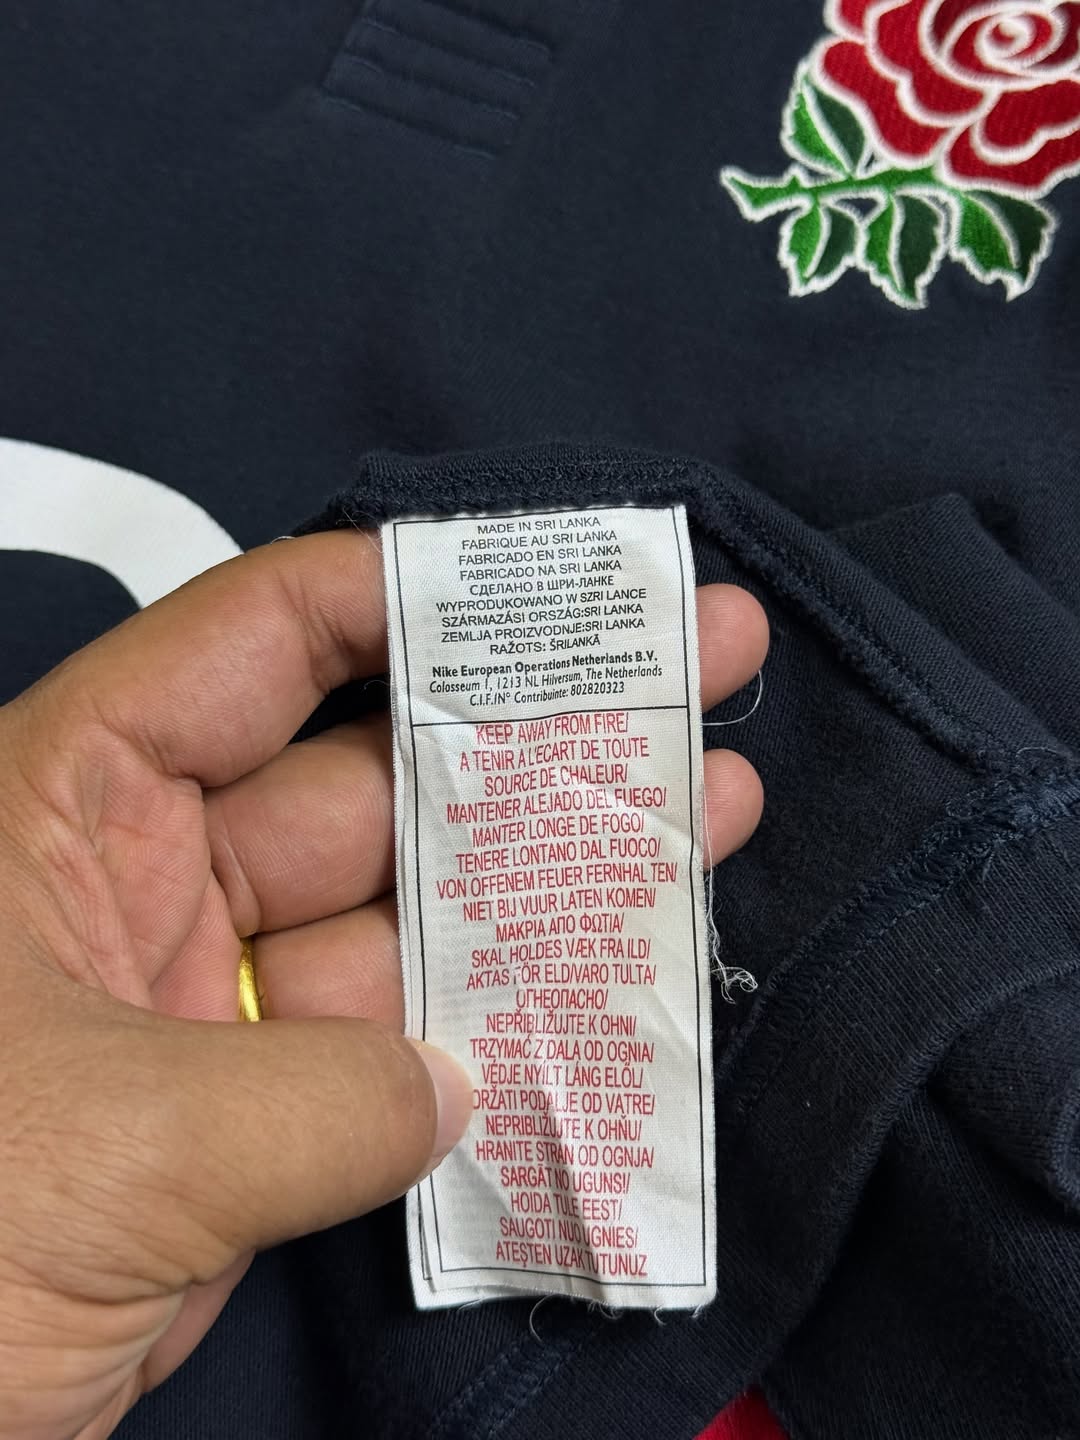 MADE IN SRI LANKA
FABRIQUE AU SRI LANKA
FABRICADO EN SRI LANKA
FABRICADO NA SRI LANKA
СДЕЛАНО В ШРИ-ЛАНКЕ
WYPRODUKOWANO W SZRI LANCE
SZÁRMAZÁSI ORSZÁG:SRI LANKA
ZEMLJA PROIZVODNJE:SRI LANKA
RAŽOTS: ŠRILANKĀ
Nike European Operations Netherlands B.V.
Colosseum 1, 1213 NL Hilversum, The Netherlands
C.I.F./N° Contribuinte: 802820323
KEEP AWAY FROM FIRE/
A TENIR A L'ECART DE TOUTE
SOURCE DE CHALEUR/
MANTENER ALEJADO DEL FUEGO/
MANTER LONGE DE FOGO/
TENERE LONTANO DAL FUOCO/
VON OFFENEM FEUER FERNHAL TEN/
NIET BIJ VUUR LATEN KOMEN/
ΜΑΚΡΙΑ ΑΠΟ ΦΩΤΙΑ/
SKAL HOLDES VÆK FRA ILD/
AKTAS FÖR ELD/VARO TULTA/
ОГНЕОПАСНО/
NEPŘIBLIŽUJTE K OHNI/
TRZYMAĆ Z DALA OD OGNIA/
VÉDJE NYÍLT LÁNG ELŐL/
DRŽATI PODALJE OD VATRE/
NEPRIBLIŽUJTE K OHŇU/
HRANITE STRAN OD OGNJA/
SARGĀT NO UGUNS!/
HOIDA TULE EEST/
SAUGOTI NUO UGNIES/
ATEŞTEN UZAK TUTUNUZ